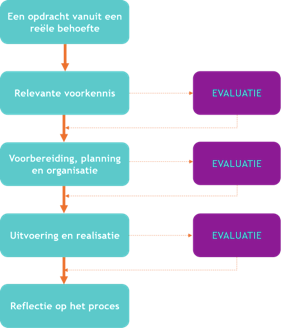 Een opdracht vanuit een
reële behoefte
Relevante voorkennis
EVALUATIE
Voorbereiding, planning
en organisatie
EVALUATIE
Uitvoering en realisatie
EVALUATIE
Reflectie op het proces